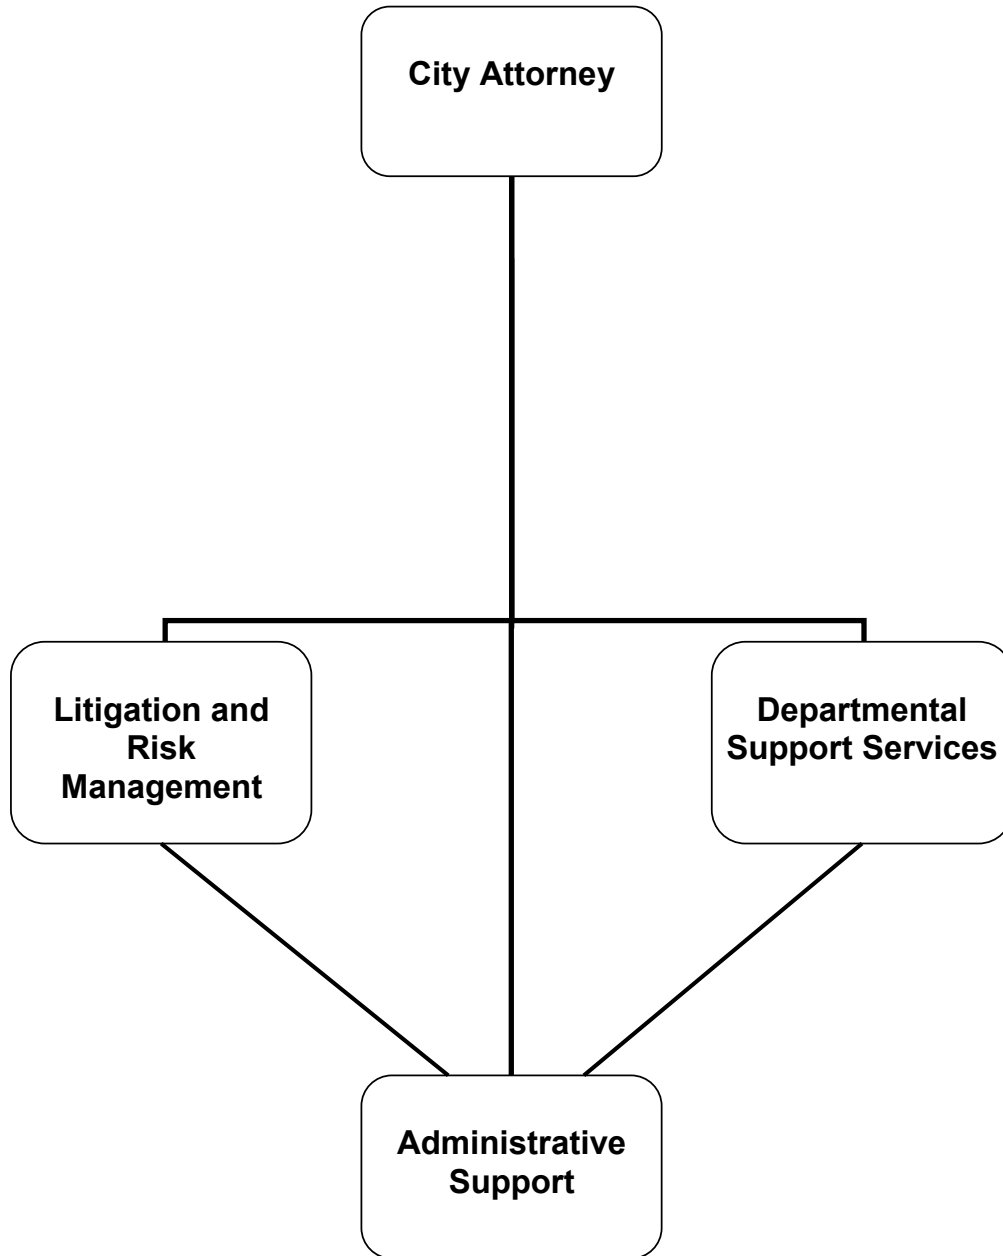 City Attorney
Litigation and
Risk
Management
Departmental
Support Services
Administrative
Support